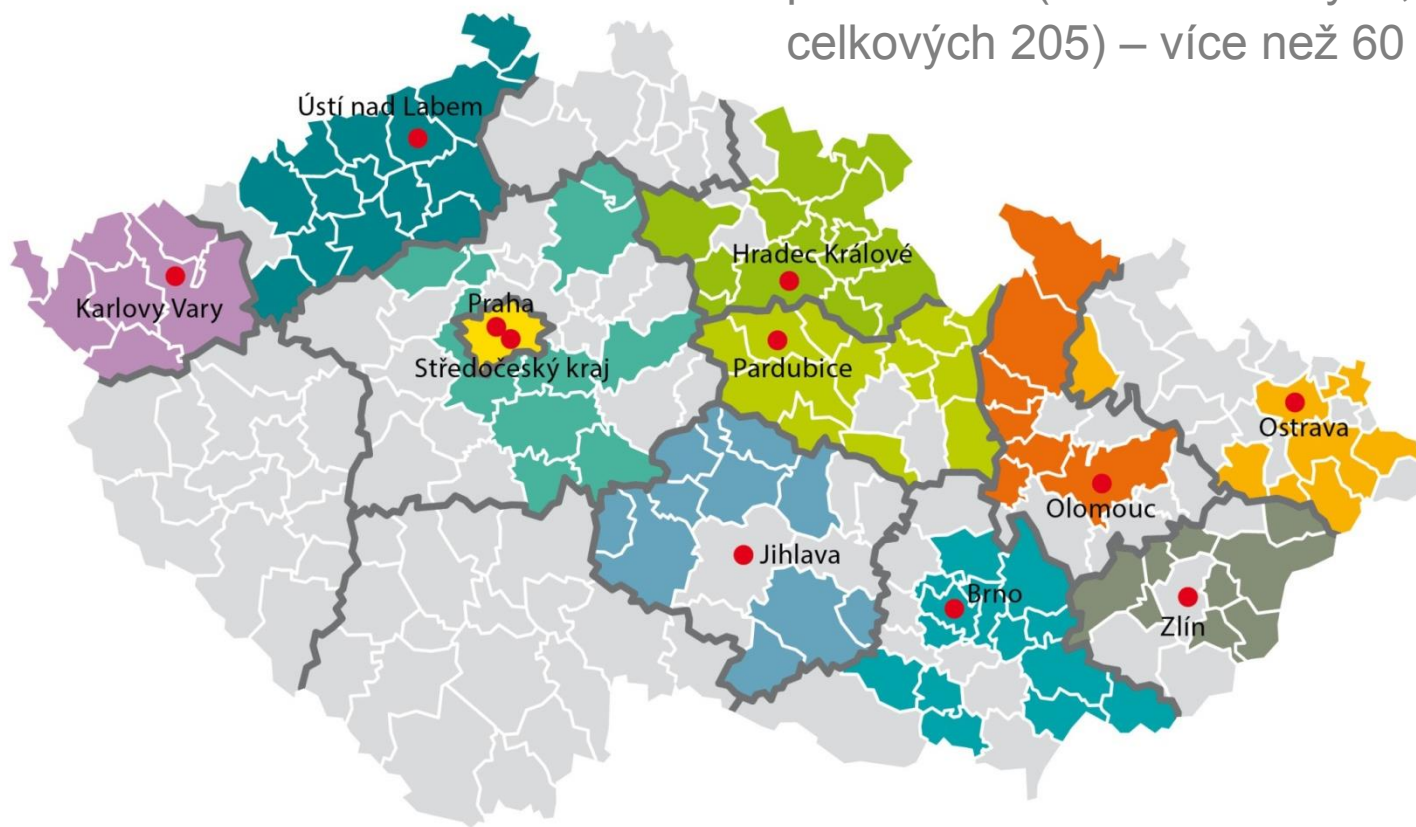 celkových 205) – více než 60
Ústí nad Labem
Hradec Králové
Karlovy Vary
Praha
Středočeský kraj
Pardubice
Ostrava
Olomouc
Jihlava
Brno
Zlín